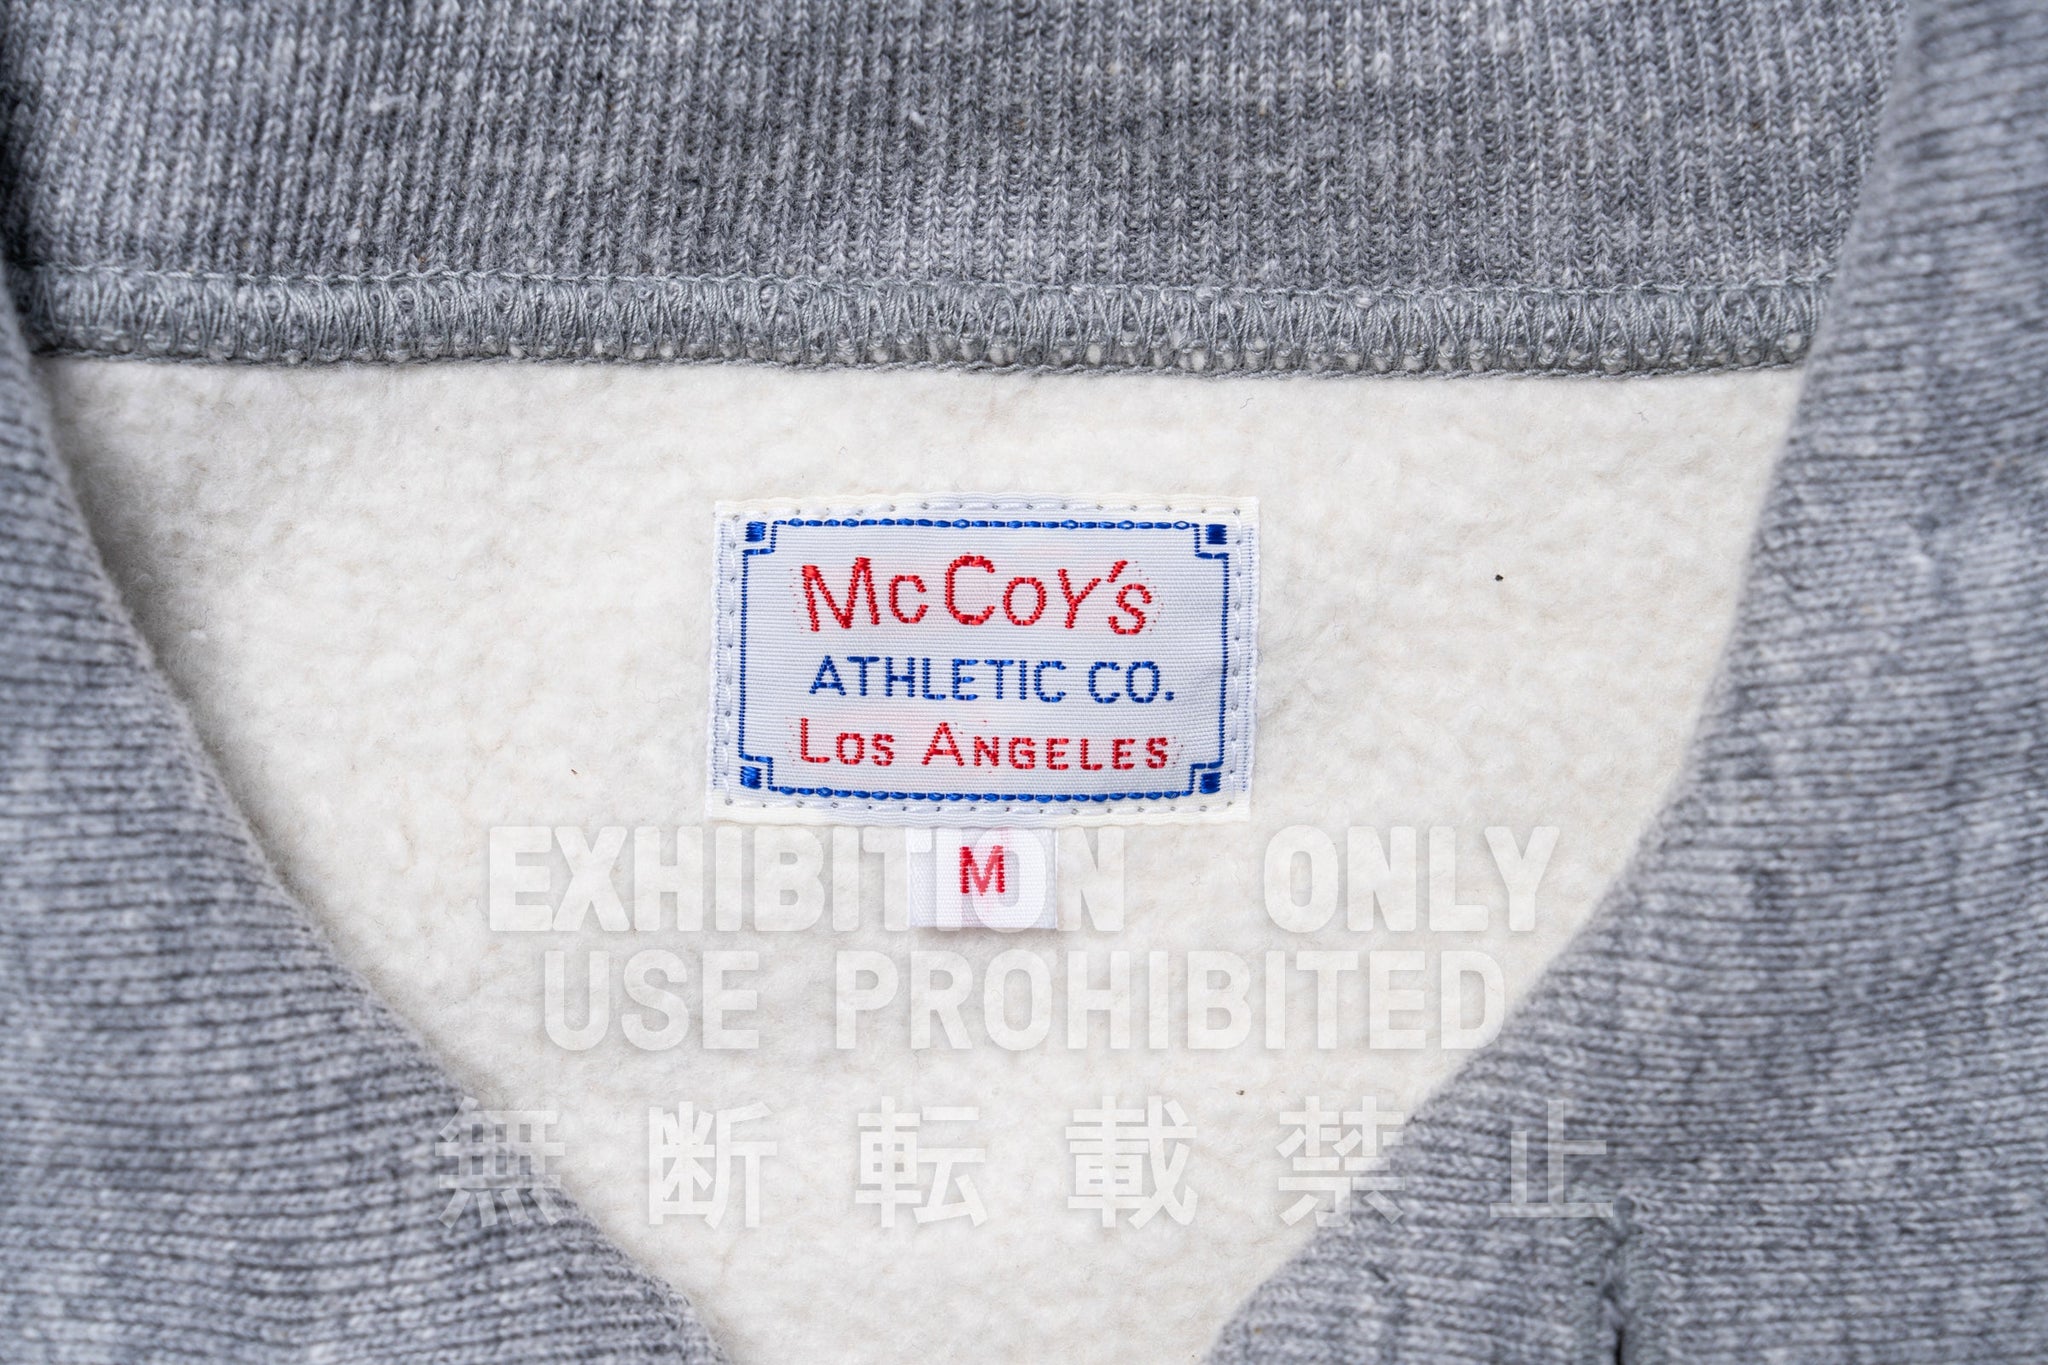 McCoy's
ATHLETIC CO.
Los Angeles
M
EXHIBITION ONLY
USE PROHIBITED
無断転載禁止